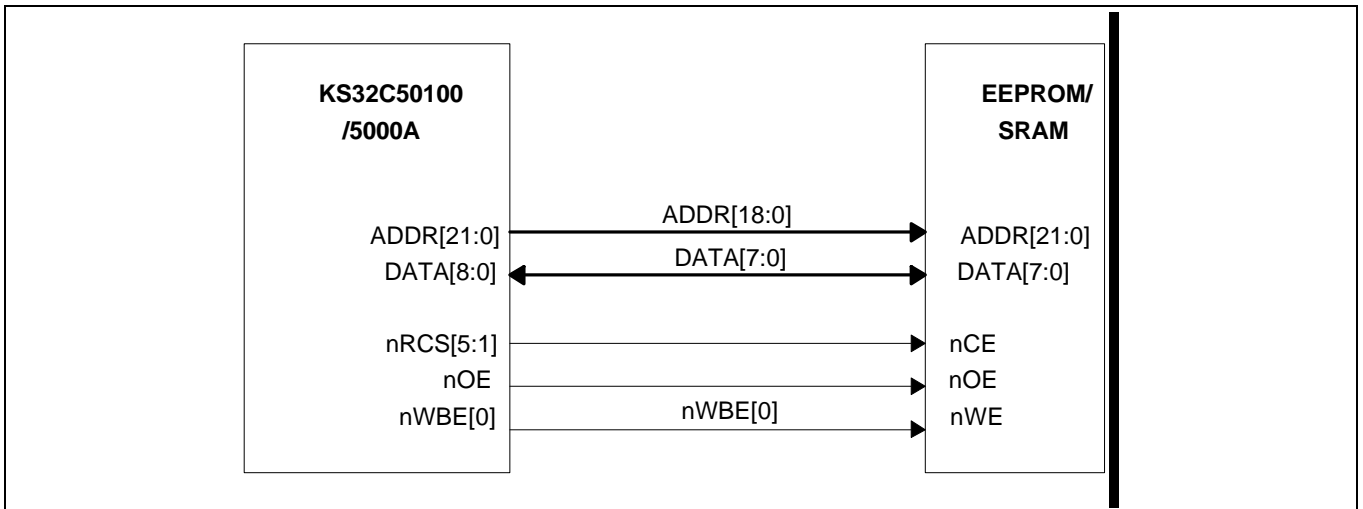 KS32C50100
/5000A
EEPROM/
SRAM
ADDR[21:0]
ADDR[18:0]
ADDR[21:0]
DATA[8:0]
DATA[7:0]
DATA[7:0]
nRCS[5:1]
nCE
nOE
nOE
nWBE[0]
nWBE[0]
nWE